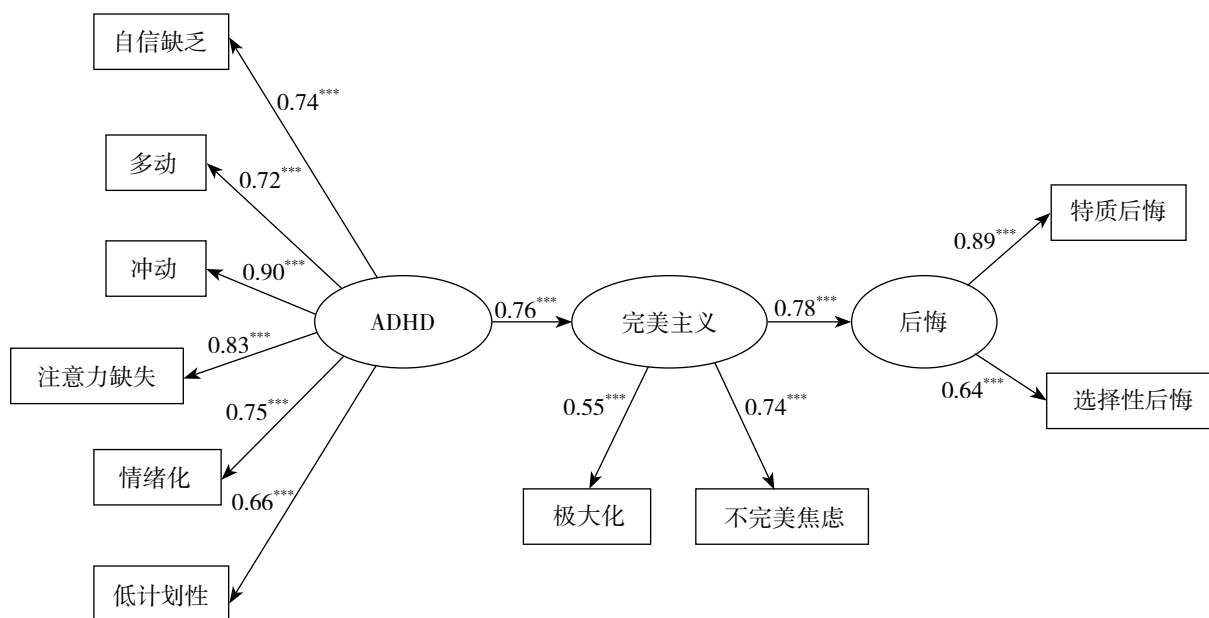 自信缺乏
0.74***
多动
0.72***
特质后悔
0.89***
冲动
0.90***
ADHD
0.76***
完美主义
0.78***
后悔
0.83***
注意力缺失
0.64***
选择性后悔
0.75***
0.55***
0.74***
情绪化
0.66***
极大化
不完美焦虑
低计划性